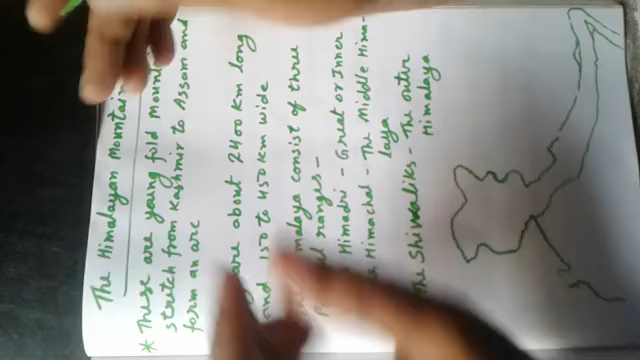 The Himalayan Mountain
* These are young fold Mount
stretch from Kashmir to Assam and
form an arc
are about 2400 Km long
and 150 to 450 Km wide
malaya consist of three
ranges-
Himadri - Great or Inner
Himachal - The Middle Hima-
laya
The Shiwaliks - The outer
Himalaya